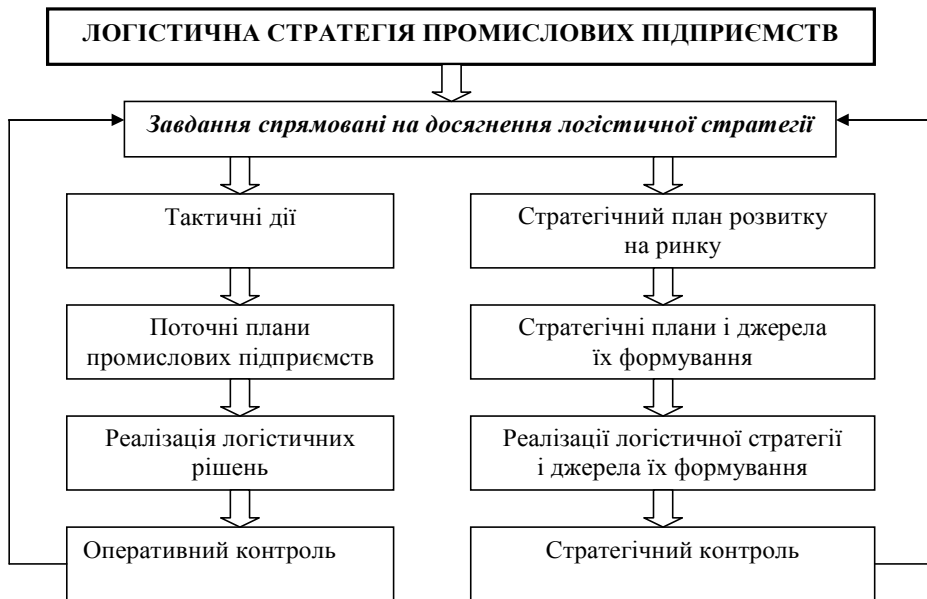 ЛОГІСТИЧНА СТРАТЕГІЯ ПРОМИСЛОВИХ ПІДПРИЄМСТВ
Завдання спрямовані на досягнення логістичної стратегії
Тактичні дії
Стратегічний план розвитку
на ринку
Поточні плани
промислових підприємств
Стратегічні плани і джерела
їх формування
Реалізація логістичних
рішень
Реалізації логістичної стратегії
і джерела їх формування
Оперативний контроль
Стратегічний контроль